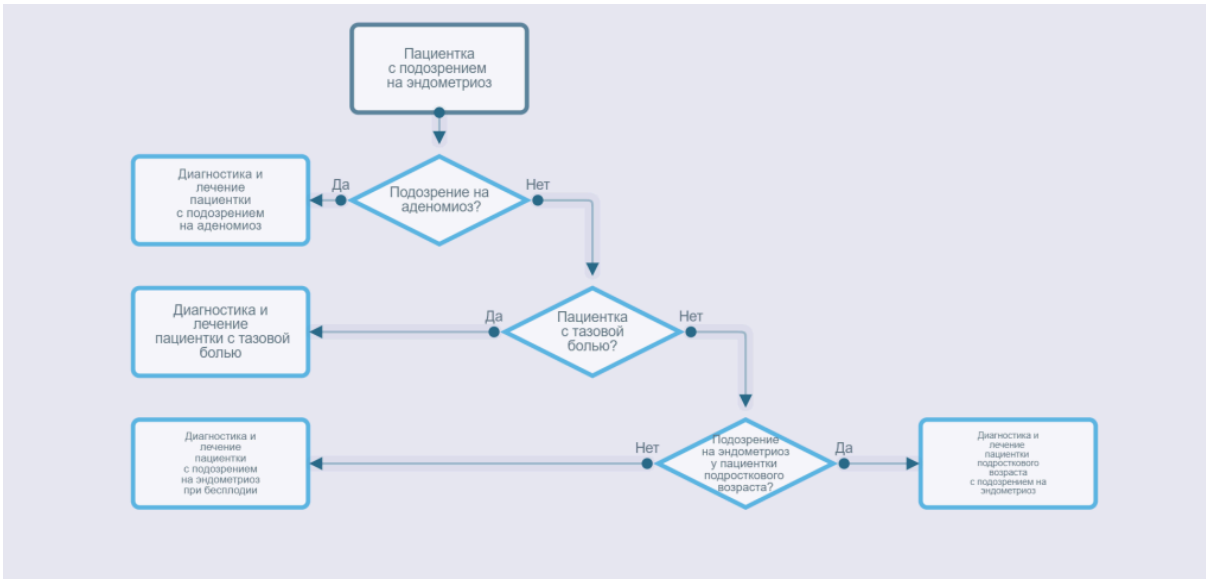 Пациентка
с подозрением
на эндометриоз
Диагностика и
лечение
пациентки
с подозрением
на аденомиоз
Да
Подозрение на
аденомиоз?
Нет
Диагностика и
лечение
пациентки с тазовой
болью
Да
Пациентка
с тазовой
болью?
Нет
Диагностика и
лечение
пациентки
с подозрением
на эндометриоз
при бесплодии
Нет
Подозрение
на эндометриоз
у пациентки
подросткового
возраста?
Да
Диагностика и
лечение
пациентки
подросткового
возраста
с подозрением на
эндометриоз